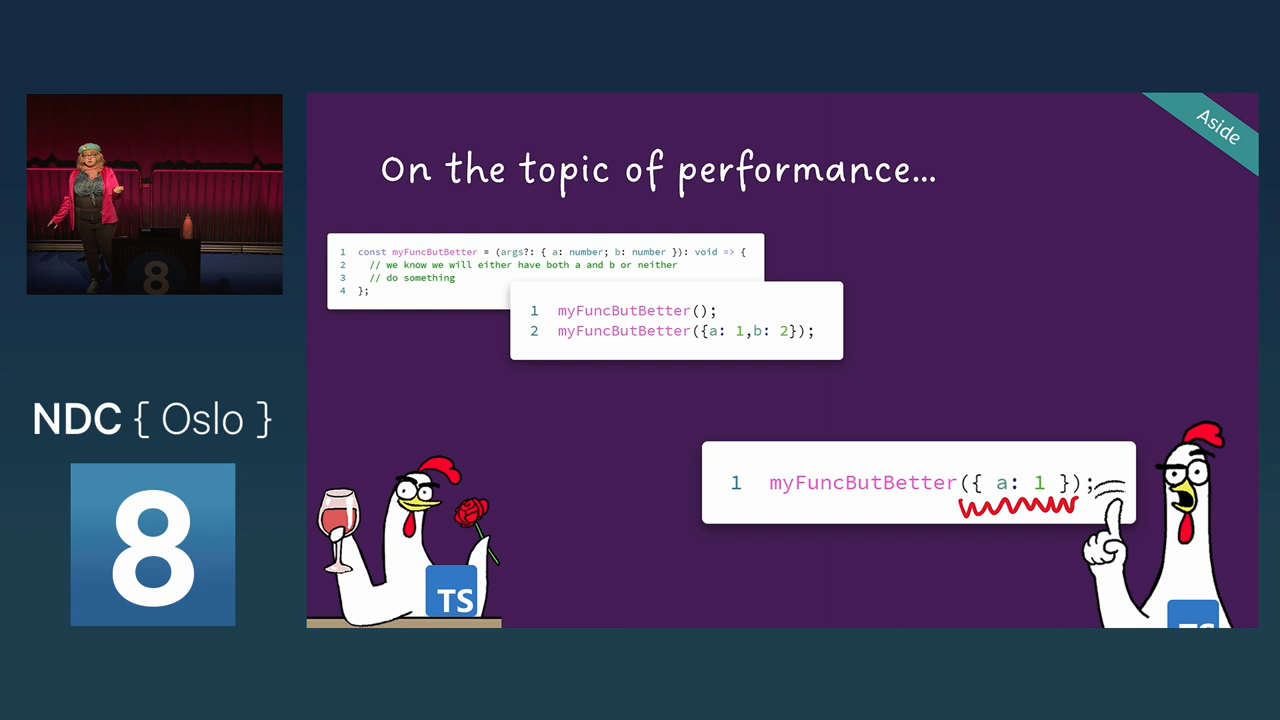 Aside
On the topic of performance...
1 const myFuncButBetter = (args?: { a: number; b: number }): void => {
2 // we know we will either have both a and b or neither
3 // do something
4 };
1 myFuncButBetter();
2 myFuncButBetter({a: 1,b: 2});
8
NDC { Oslo }
8
1 myFuncButBetter({ a: 1 });
TS
TS